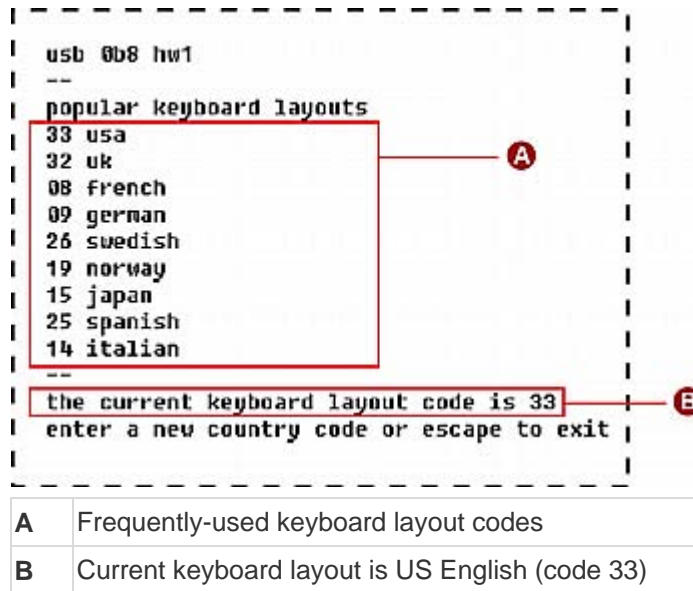 usb 0b8 hw1
--
popular keyboard layouts
33 usa
32 uk
08 french
09 german
26 swedish
19 norway
15 japan
25 spanish
14 italian
--
the current keyboard layout code is 33
enter a new country code or escape to exit
A
B
A Frequently-used keyboard layout codes
B Current keyboard layout is US English (code 33)